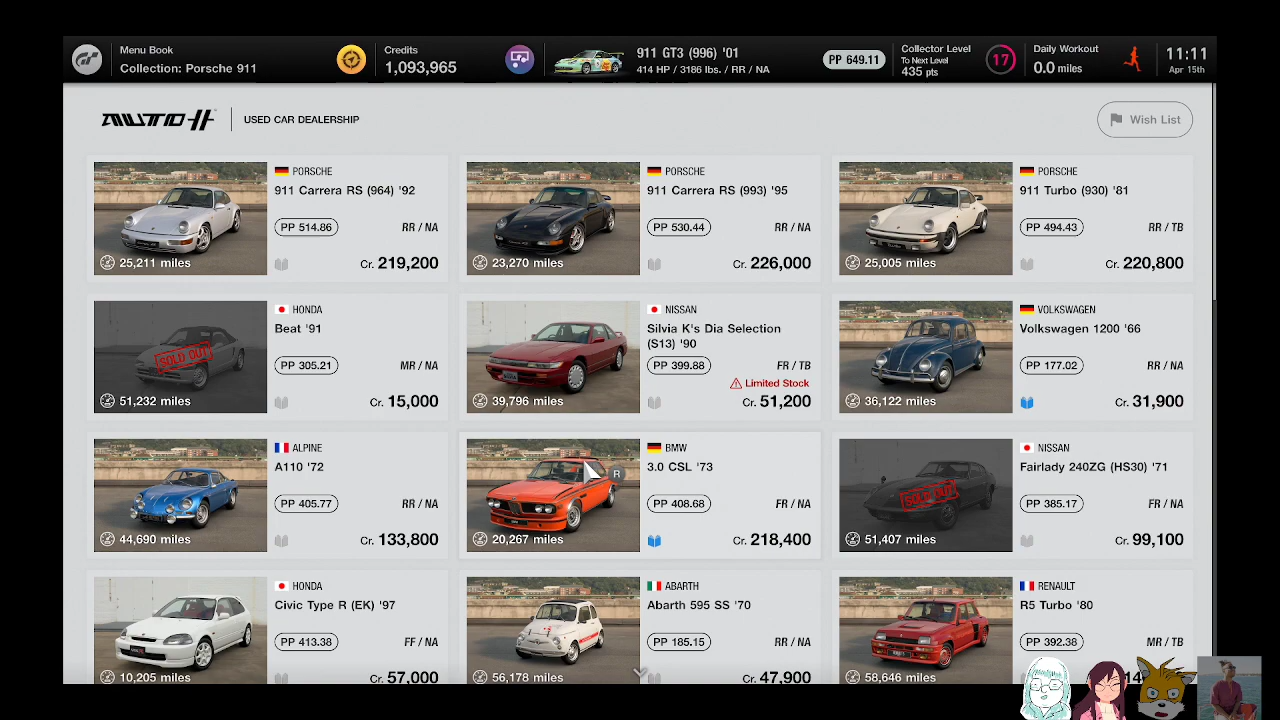 Menu Book
Collection: Porsche 911
Credits
1,093,965
911 GT3 (996) '01
414 HP / 3186 lbs. / RR / NA
PP 649.11
Collector Level
To Next Level
435 pts
17
Daily Workout
0.0 miles
11:11
Apr 15th
AUTO
USED CAR DEALERSHIP
Wish List
PORSCHE
911 Carrera RS (964) '92
PP 514.86
RR / NA
25,211 miles
Cr. 219,200
PORSCHE
911 Carrera RS (993) '95
PP 530.44
RR / NA
23,270 miles
Cr. 226,000
PORSCHE
911 Turbo (930) '81
PP 494.43
RR / TB
25,005 miles
Cr. 220,800
HONDA
Beat '91
SOLD OUT
PP 305.21
MR / NA
51,232 miles
Cr. 15,000
NISSAN
Silvia K's Dia Selection
(S13) '90
PP 399.88
FR / TB
Limited Stock
39,796 miles
Cr. 51,200
VOLKSWAGEN
Volkswagen 1200 '66
PP 177.02
RR / NA
36,122 miles
Cr. 31,900
ALPINE
A110 '72
PP 405.77
RR / NA
44,690 miles
Cr. 133,800
BMW
3.0 CSL '73
R
PP 408.68
FR / NA
20,267 miles
Cr. 218,400
NISSAN
Fairlady 240ZG (HS30) '71
SOLD OUT
PP 385.17
FR / NA
51,407 miles
Cr. 99,100
HONDA
Civic Type R (EK) '97
PP 413.38
FF / NA
10,205 miles
Cr. 57,000
ABARTH
Abarth 595 SS '70
PP 185.15
RR / NA
56,178 miles
Cr. 47,900
RENAULT
R5 Turbo '80
PP 392.38
MR / TB
58,646 miles